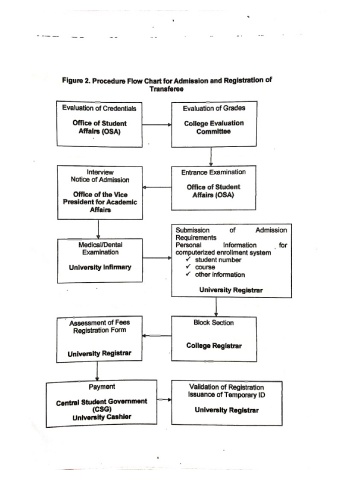 Figure 2. Procedure Flow Chart for Admission and Registration of
Transferee
Evaluation of Credentials
Office of Student
Affairs (OSA)
Evaluation of Grades
College Evaluation
Committee
Entrance Examination
Office of Student
Affairs (OSA)
Interview
Notice of Admission
Office of the Vice
President for Academic
Affairs
Medical/Dental
Examination
University Infirmary
Submission of Admission
Requirements
Personal Information for
computerized enrollment system
✓ student number
✓ course
✓ other information
University Registrar
Block Section
College Registrar
Assessment of Fees
Registration Form
University Registrar
Payment
Central Student Government
(CSG)
University Cashier
Validation of Registration
Issuance of Temporary ID
University Registrar